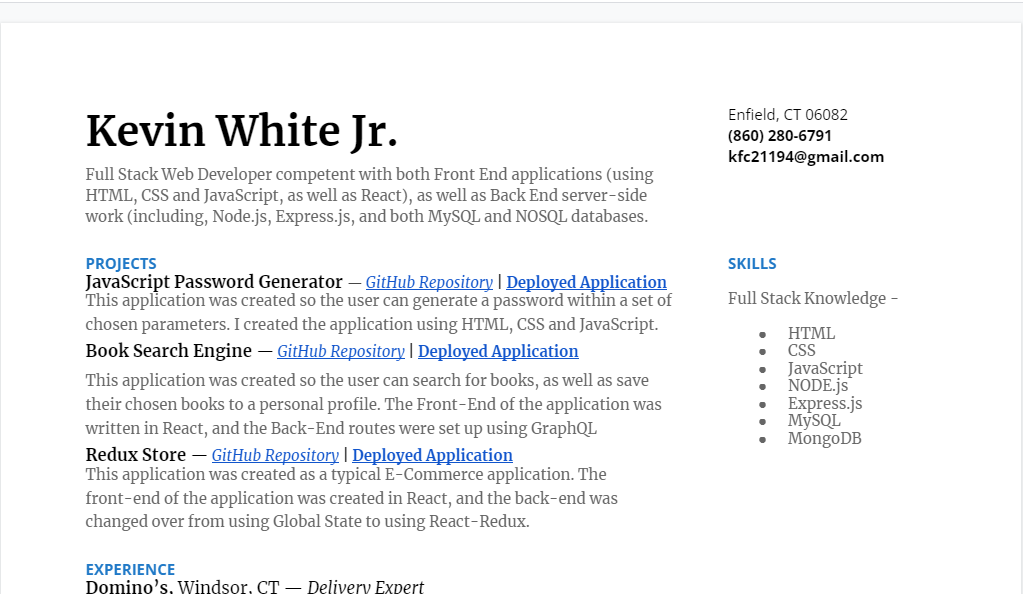 Kevin White Jr.
Full Stack Web Developer competent with both Front End applications (using
HTML, CSS and JavaScript, as well as React), as well as Back End server-side
work (including, Node.js, Express.js, and both MySQL and NOSQL databases.
Enfield, CT 06082
(860) 280-6791
kfc21194@gmail.com
PROJECTS
JavaScript Password Generator — GitHub Repository | Deployed Application
This application was created so the user can generate a password within a set of
chosen parameters. I created the application using HTML, CSS and JavaScript.
Book Search Engine — GitHub Repository | Deployed Application
This application was created so the user can search for books, as well as save
their chosen books to a personal profile. The Front-End of the application was
written in React, and the Back-End routes were set up using GraphQL
Redux Store — GitHub Repository | Deployed Application
This application was created as a typical E-Commerce application. The
front-end of the application was created in React, and the back-end was
changed over from using Global State to using React-Redux.
EXPERIENCE
Domino’s, Windsor, CT — Delivery Expert
SKILLS
Full Stack Knowledge -
● HTML
● CSS
● JavaScript
● NODE.js
● Express.js
● MySQL
● MongoDB